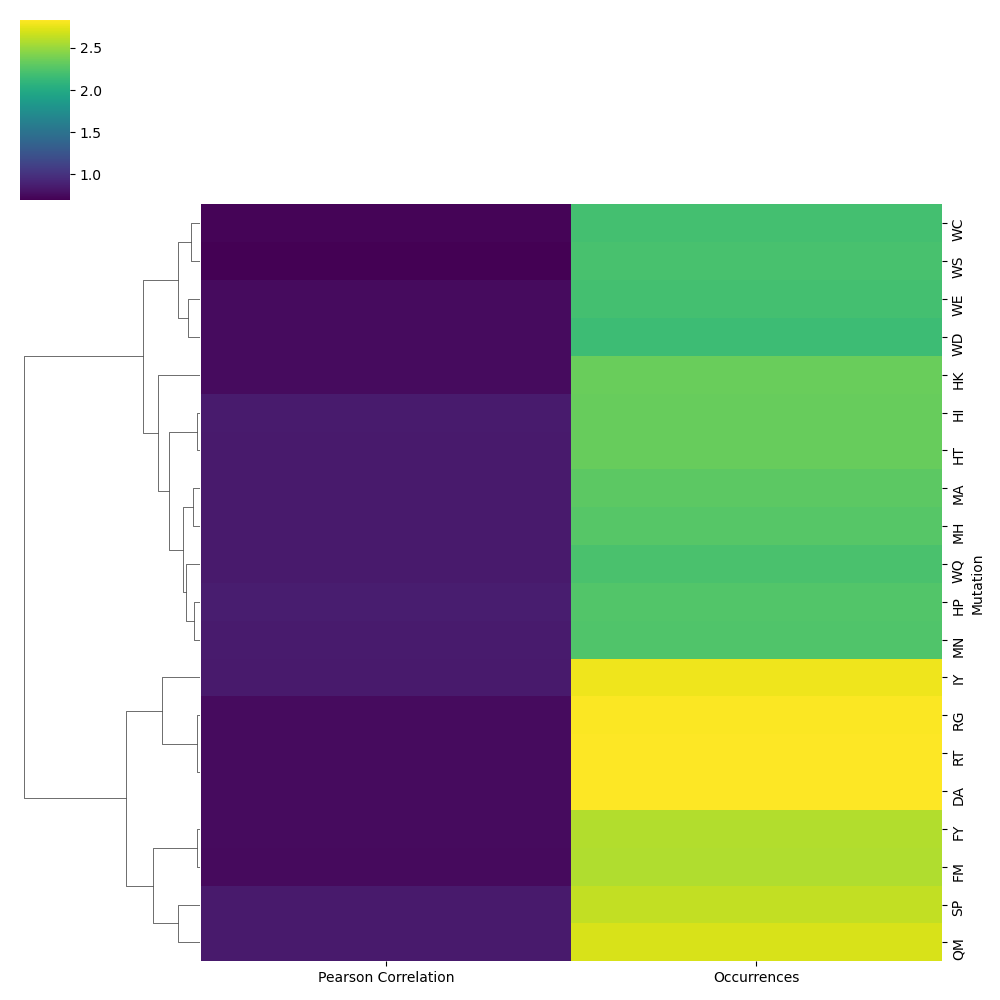 2.5
2.0
1.5
1.0
WC
WS
WE
WD
HK
HI
HT
MA
MH
WQ
HP
MN
IY
RG
RT
DA
FY
FM
SP
QM
Mutation
Pearson Correlation
Occurrences